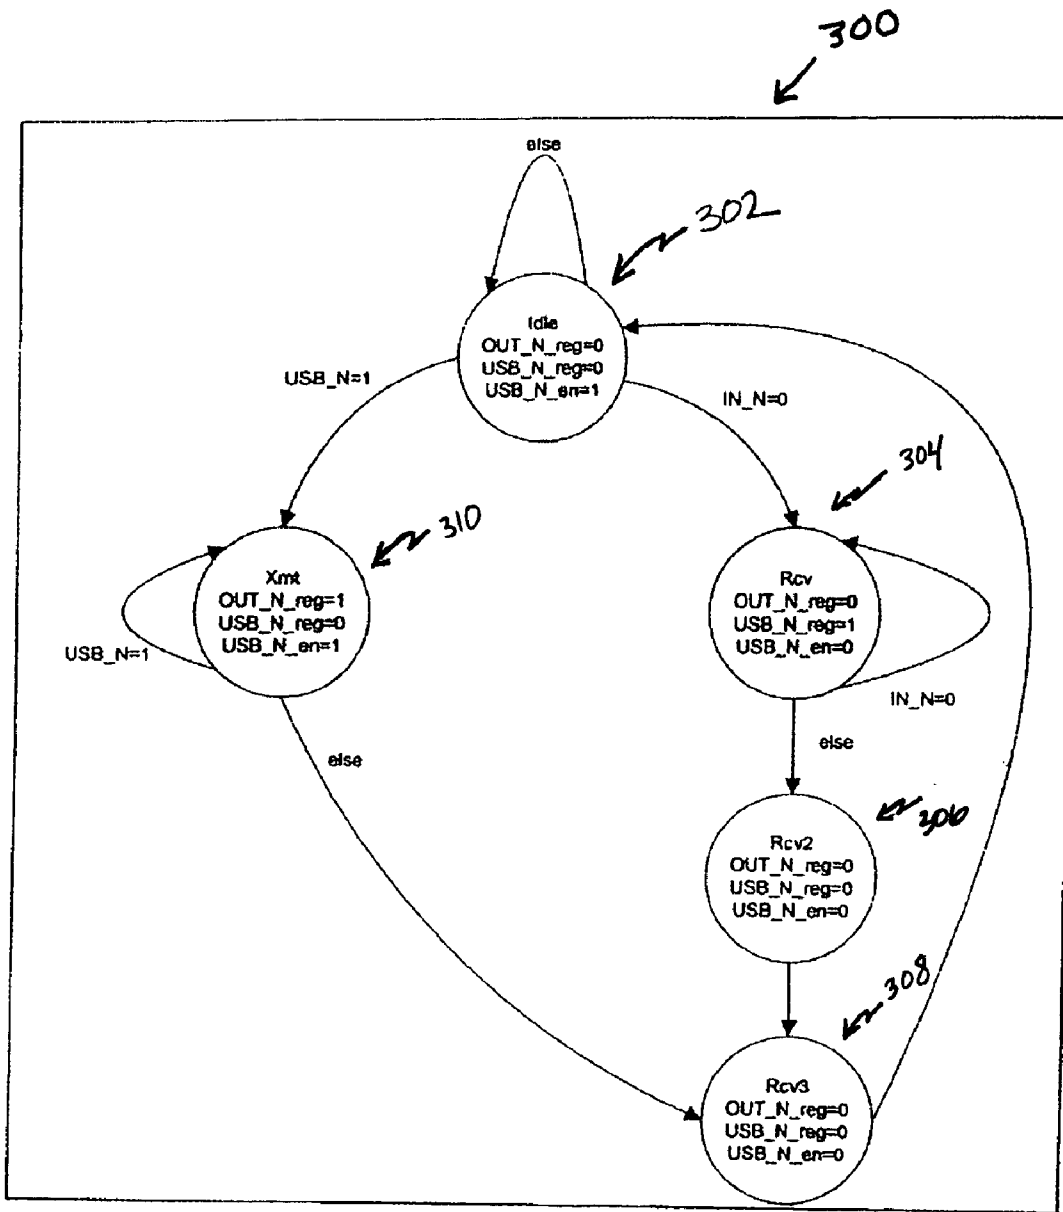 300
else
302
Idle
OUT_N_reg=0
USB_N_reg=0
USB_N_en=1
USB_N=1
IN_N=0
304
310
Xmt
OUT_N_reg=1
USB_N_reg=0
USB_N_en=1
Rcv
OUT_N_reg=0
USB_N_reg=1
USB_N_en=0
USB_N=1
IN_N=0
else
else
306
Rcv2
OUT_N_reg=0
USB_N_reg=0
USB_N_en=0
308
Rcv3
OUT_N_reg=0
USB_N_reg=0
USB_N_en=0